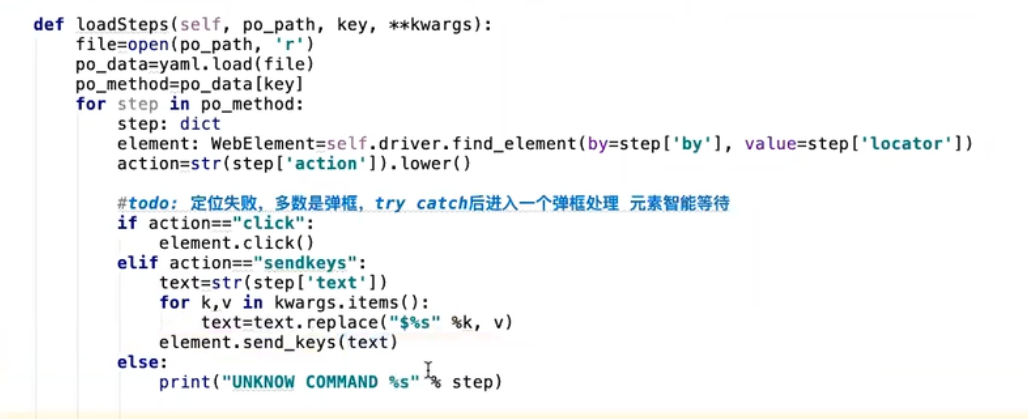 def loadSteps(self, po_path, key, **kwargs):
    file=open(po_path, 'r')
    po_data=yaml.load(file)
    po_method=po_data[key]
    for step in po_method:
        step: dict
        element: WebElement=self.driver.find_element(by=step['by'], value=step['locator'])
        action=str(step['action']).lower()
        #todo: 定位失败，多数是弹框，try catch后进入一个弹框处理 元素智能等待
        if action=="click":
            element.click()
        elif action=="sendkeys":
            text=str(step['text'])
            for k,v in kwargs.items():
                text=text.replace("$%s" %k, v)
            element.send_keys(text)
        else:
            print("UNKNOW COMMAND %s" % step)